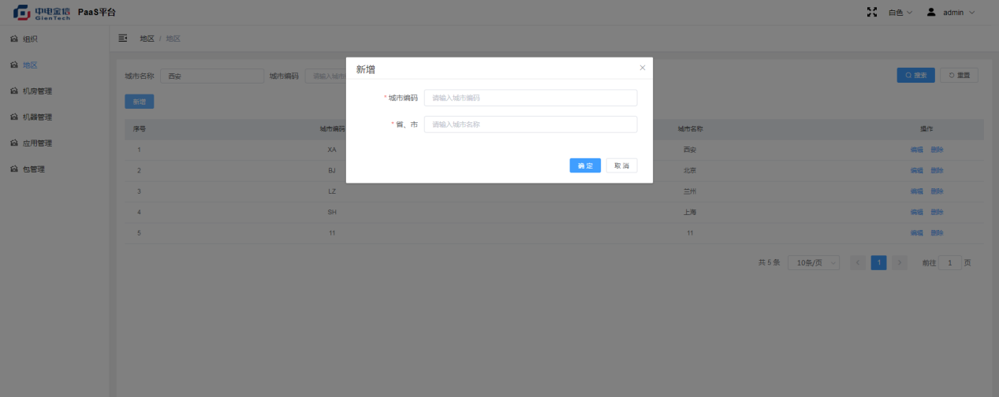 中电金信 GienTech PaaS平台 白色 admin
组织
地区
机房管理
机器管理
应用管理
包管理
地区 / 地区
城市名称 西安 城市编码 请输入城市 搜索 重置
新增
序号 城市编码 城市名称 操作
1 XA 西安 编辑 删除
2 BJ 北京 编辑 删除
3 LZ 兰州 编辑 删除
4 SH 上海 编辑 删除
5 11 11 编辑 删除
共 5 条 10条/页 1 前往 1 页
新增
* 城市编码 请输入城市编码
* 省、市 请输入城市名称
确 定 取 消